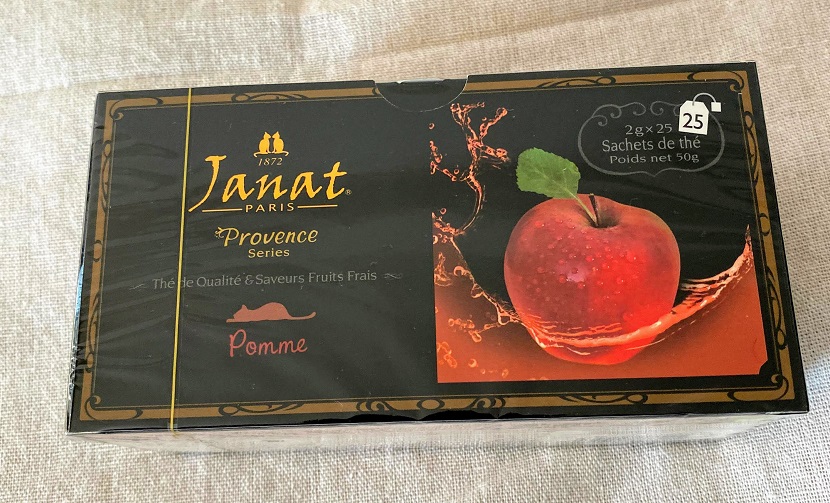 1872
Janat®
PARIS
Provence
Series
Thé de Qualité & Saveurs Fruits Frais
Pomme
2g×25
25
Sachets de thé
Poids net 50g